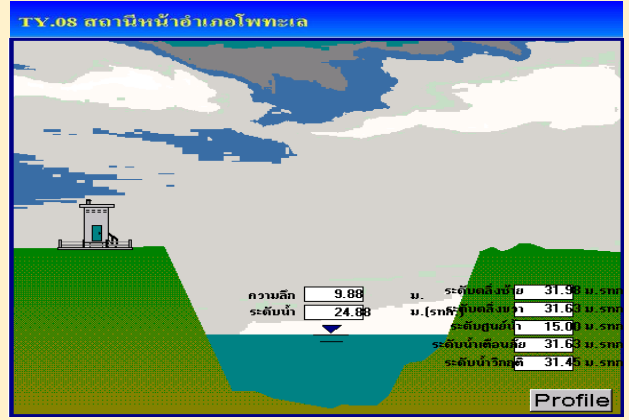 TY.08 สถานีหน้าอำเภอโพทะเล
ความลึก 9.88 ม.
ระดับน้ำ 24.88 ม.(รทก.)
ระดับตลิ่งซ้าย 31.98 ม.รทก
ระดับตลิ่งขวา 31.63 ม.รทก
ระดับศูนย์น้ำ 15.00 ม.รทก
ระดับน้ำเตือนภัย 31.63 ม.รทก
ระดับน้ำวิกฤติ 31.45 ม.รทก
Profile